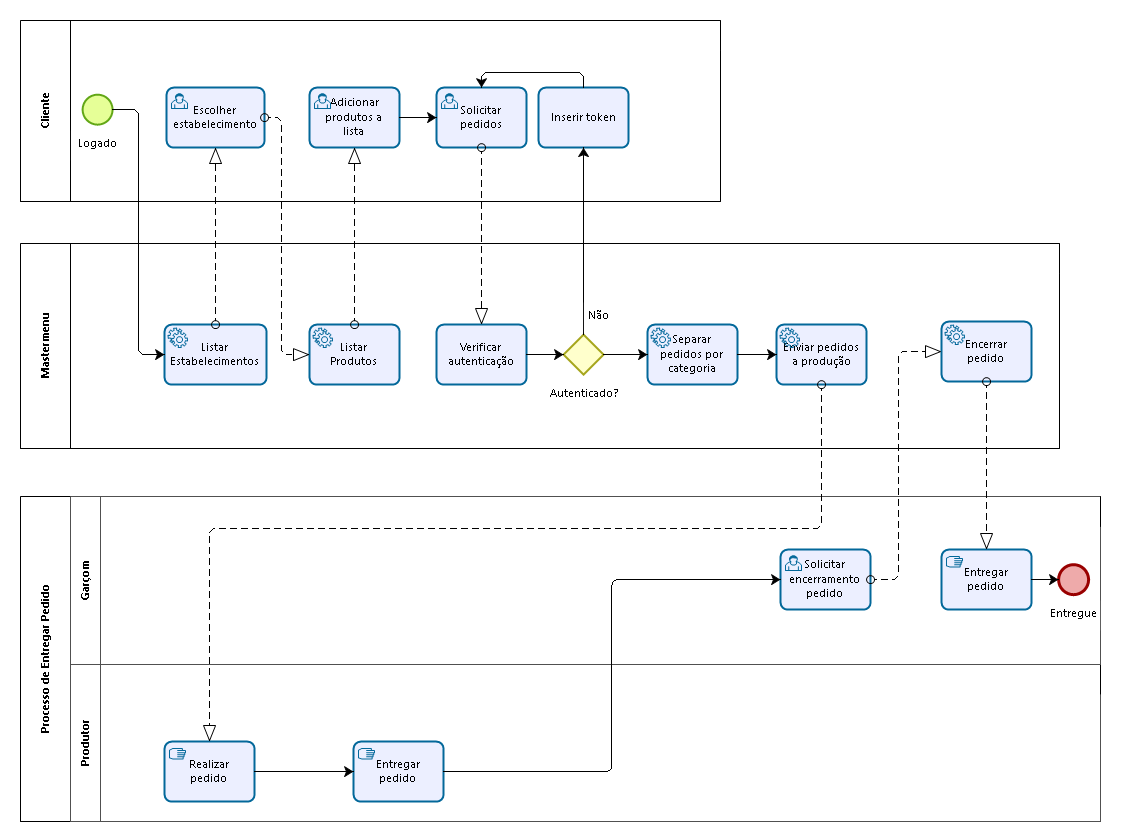 Cliente
Logado
Escolher
estabelecimento
Adicionar
produtos a
lista
Solicitar
pedidos
Inserir token
Mastermenu
Listar
Estabelecimentos
Listar
Produtos
Verificar
autenticação
Não
Autenticado?
Separar
pedidos por
categoria
Enviar pedidos
a produção
Encerrar
pedido
Processo de Entregar Pedido
Garçom
Solicitar
encerramento
pedido
Entregar
pedido
Entregue
Produtor
Realizar
pedido
Entregar
pedido